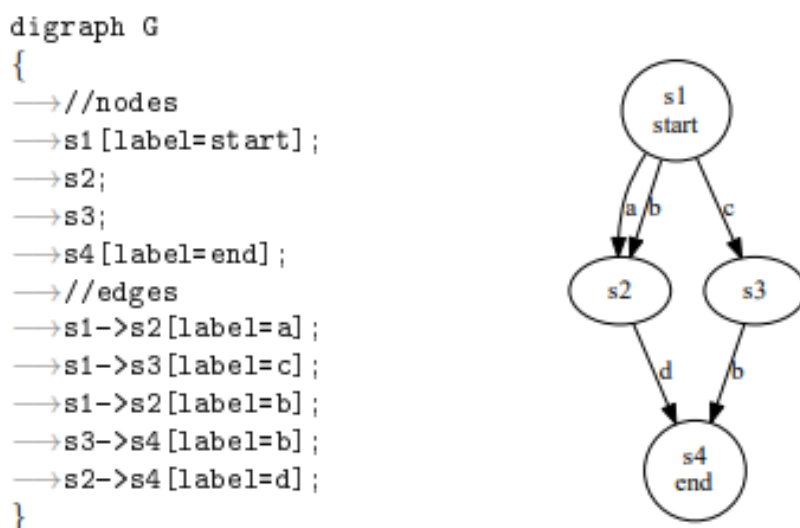 digraph G
{
⟶//nodes
⟶s1[label=start];
⟶s2;
⟶s3;
⟶s4[label=end];
⟶//edges
⟶s1->s2[label=a];
⟶s1->s3[label=c];
⟶s1->s2[label=b];
⟶s3->s4[label=b];
⟶s2->s4[label=d];
}
s1
start
a b c
s2 s3
d b
s4
end